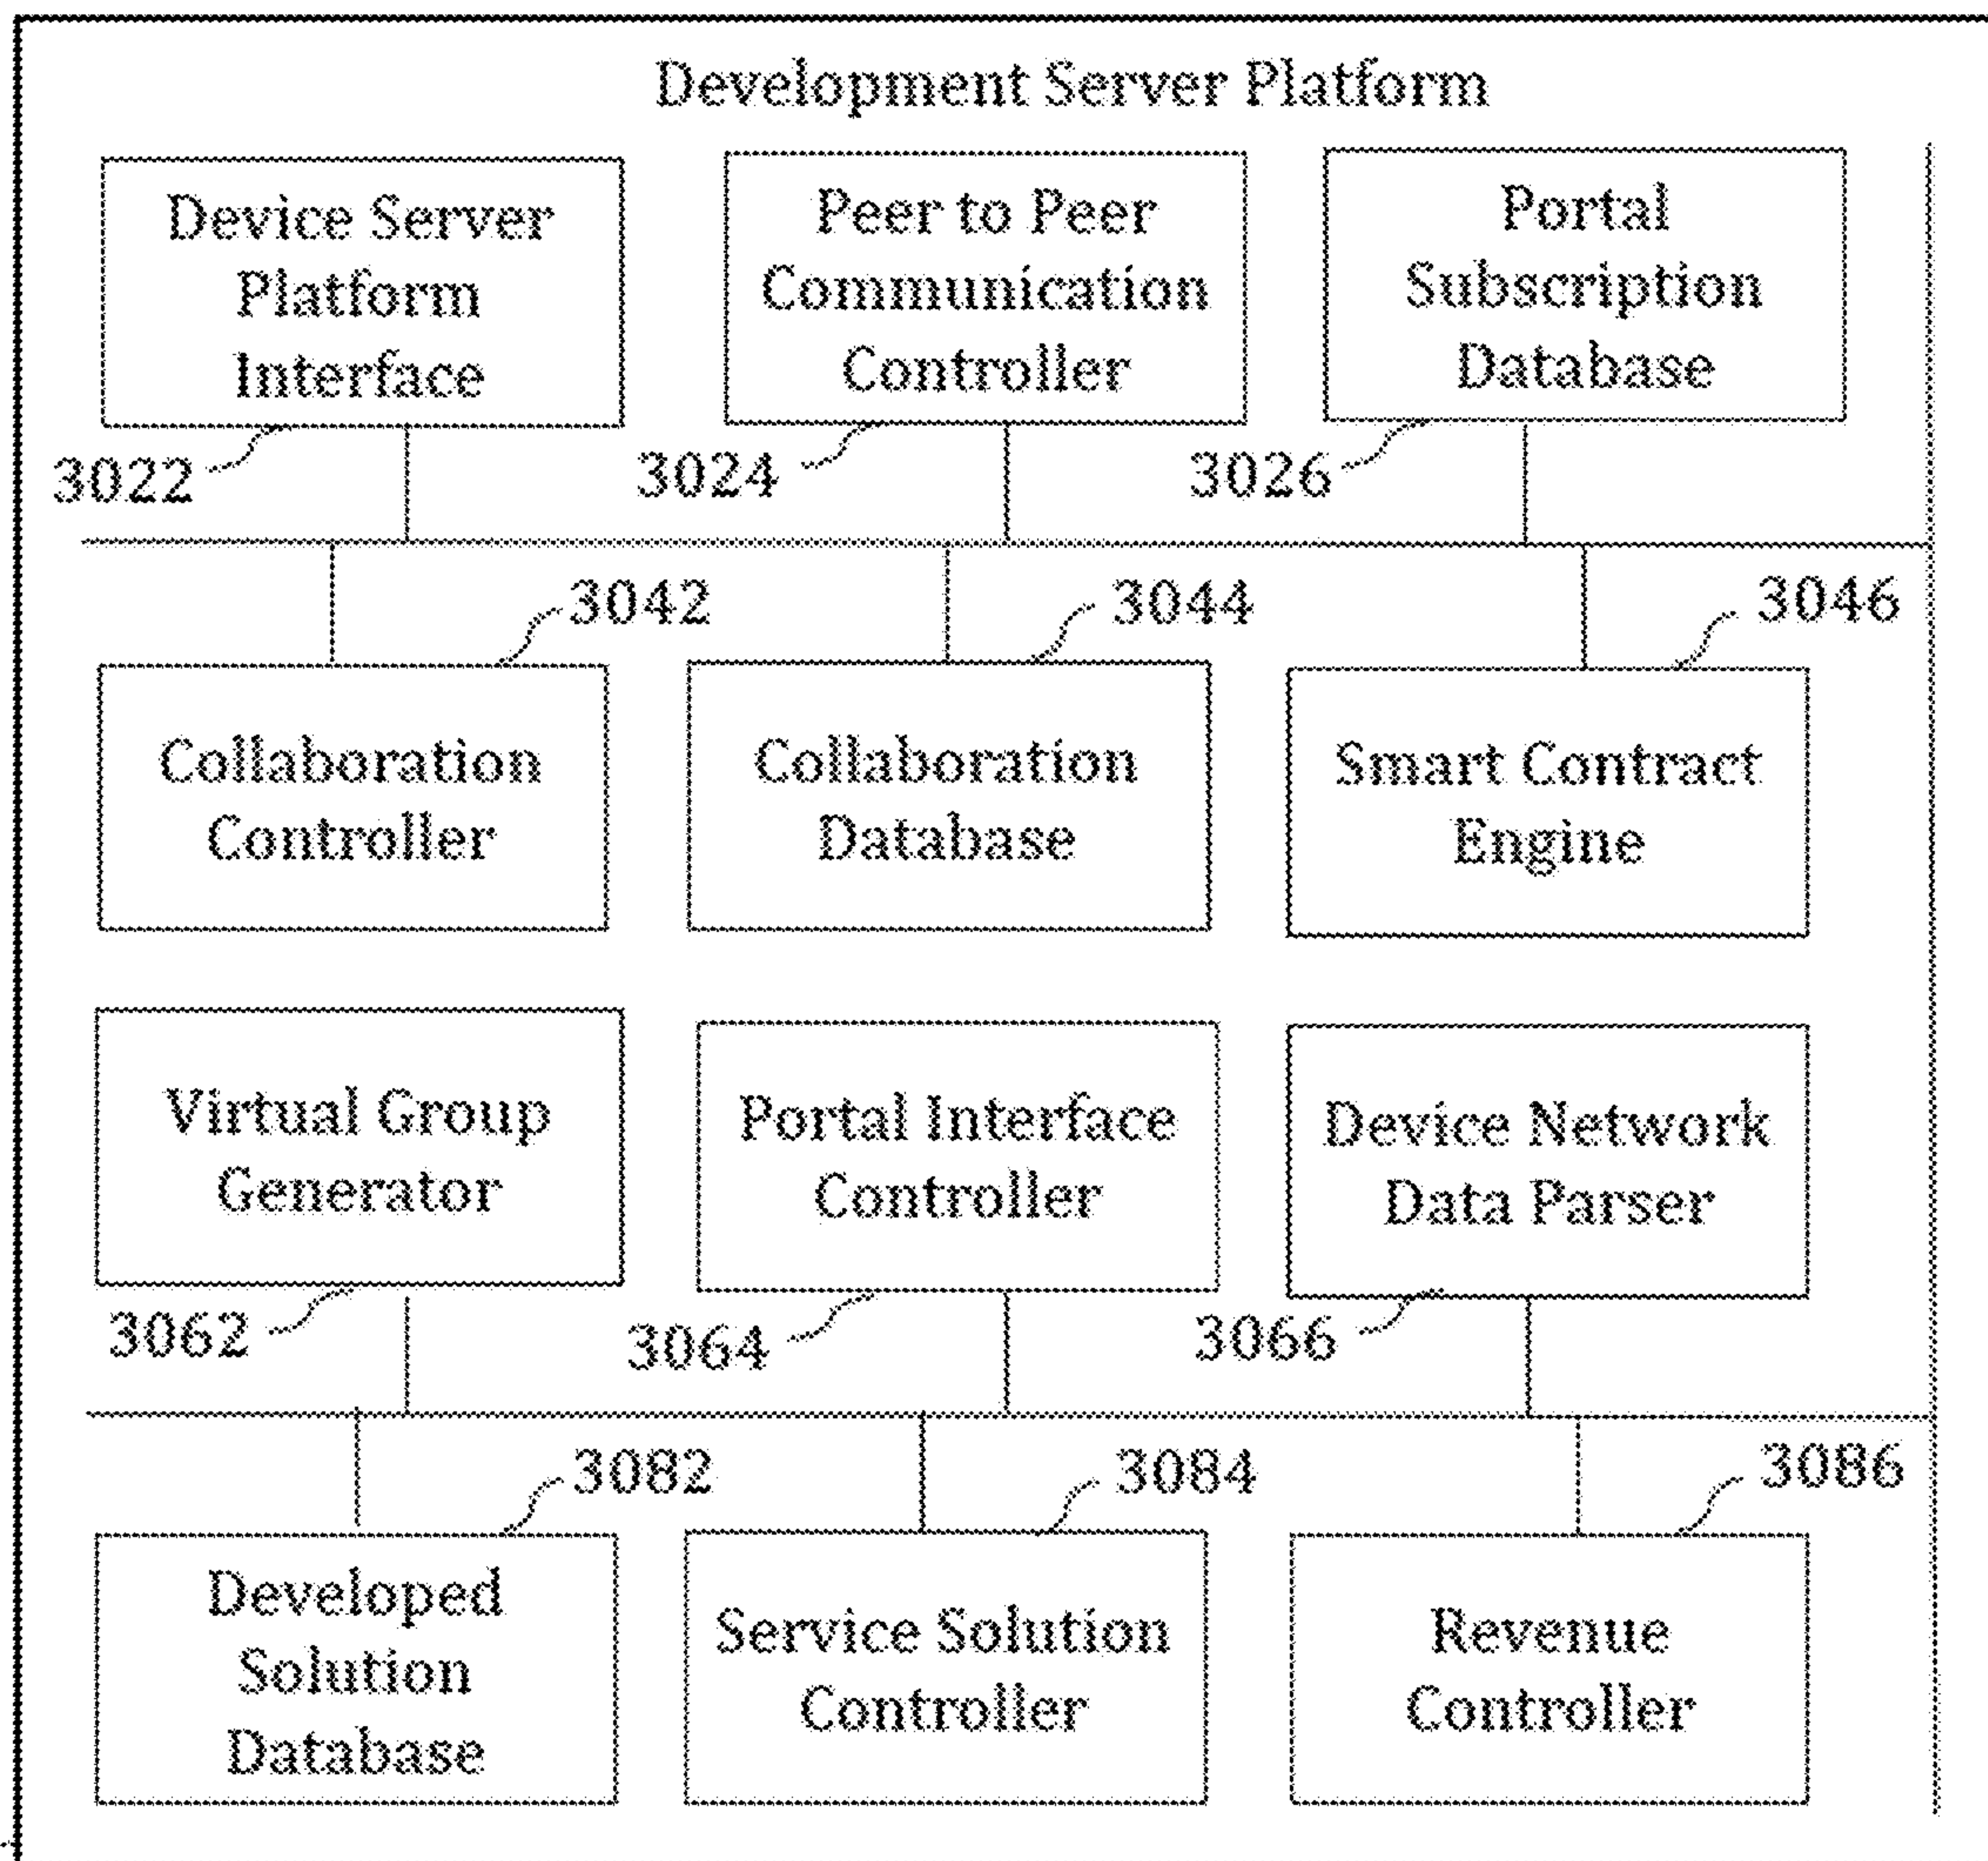 Development Server Platform
Device Server
Platform
Interface
3022
Peer to Peer
Communication
Controller
3024
Portal
Subscription
Database
3026
3042
Collaboration
Controller
3044
Collaboration
Database
3046
Smart Contract
Engine
Virtual Group
Generator
3062
Portal Interface
Controller
3064
Device Network
Data Parser
3066
3082
Developed
Solution
Database
3084
Service Solution
Controller
3086
Revenue
Controller